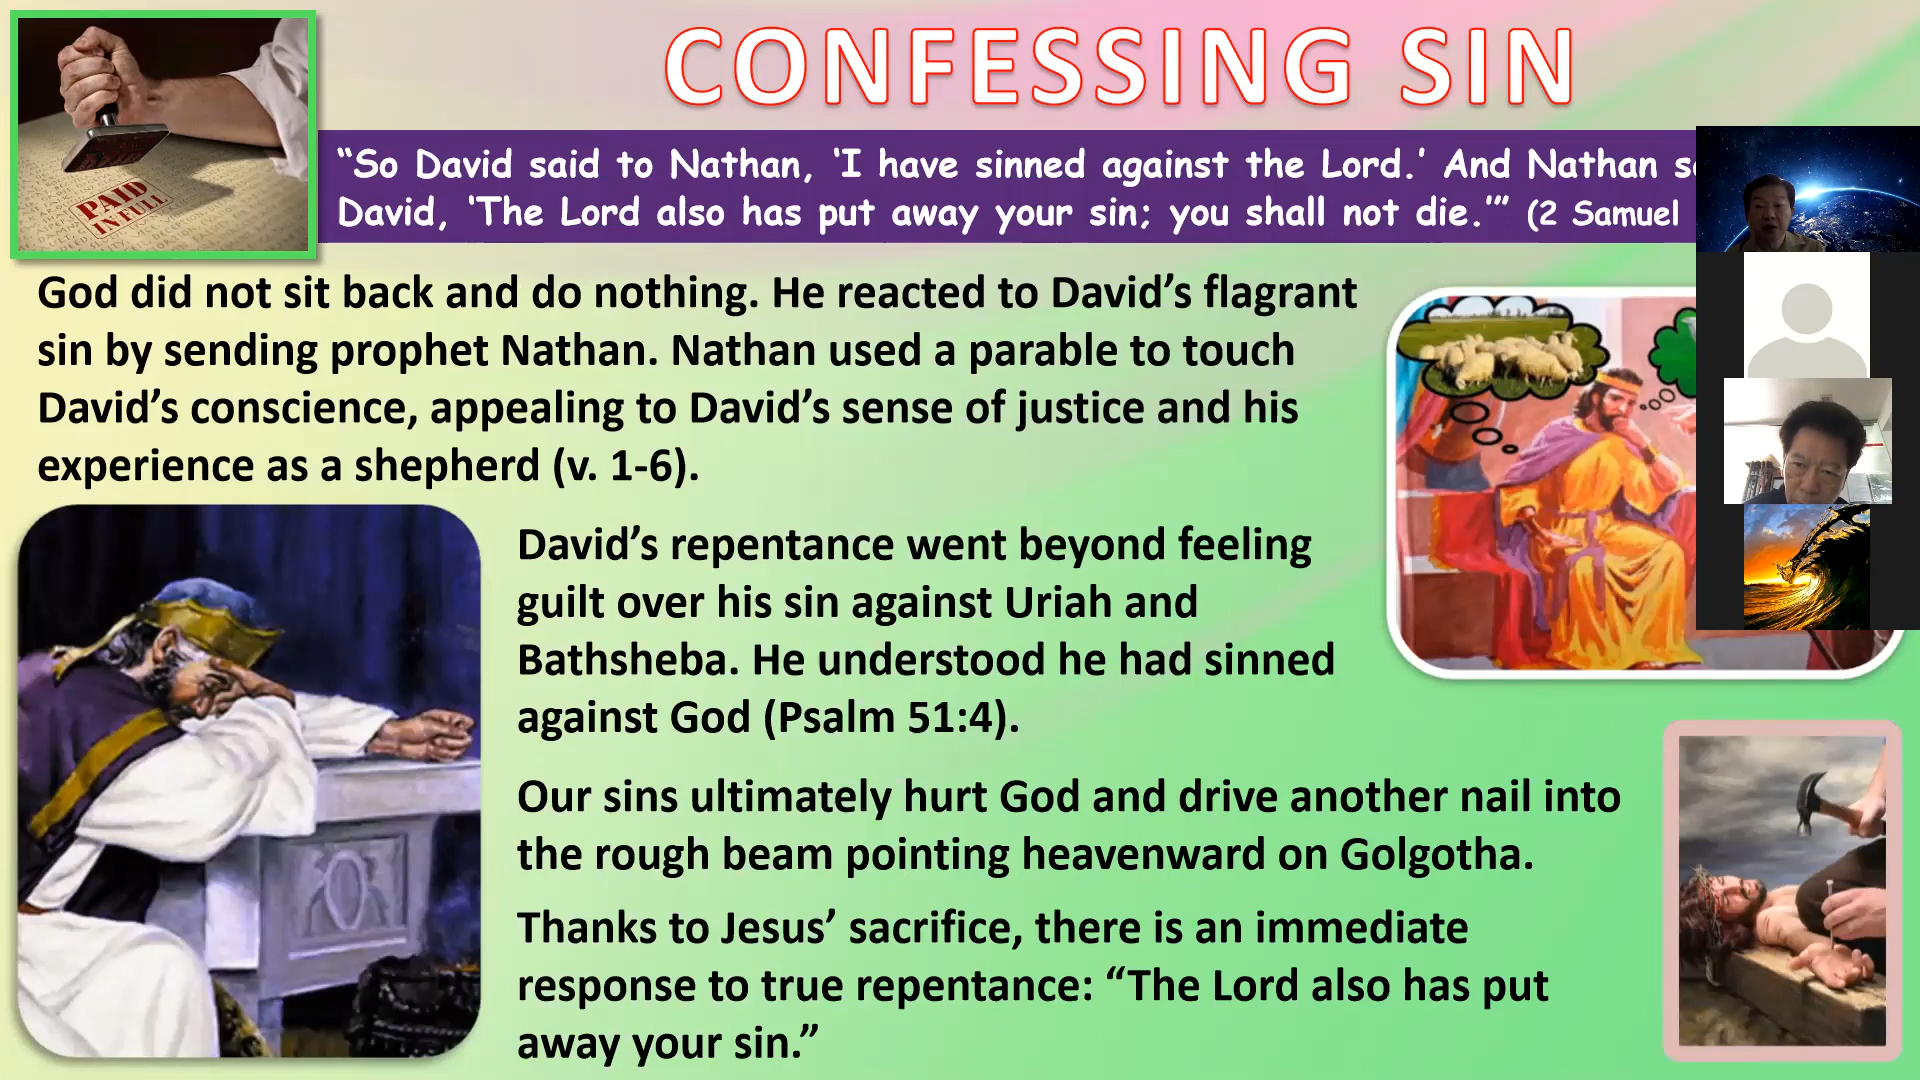 CONFESSING SIN
PAID
IN FULL
“So David said to Nathan, ‘I have sinned against the Lord.’ And Nathan
David, ‘The Lord also has put away your sin; you shall not die.’” (2 Samuel
God did not sit back and do nothing. He reacted to David’s flagrant
sin by sending prophet Nathan. Nathan used a parable to touch
David’s conscience, appealing to David’s sense of justice and his
experience as a shepherd (v. 1-6).
David’s repentance went beyond feeling
guilt over his sin against Uriah and
Bathsheba. He understood he had sinned
against God (Psalm 51:4).
Our sins ultimately hurt God and drive another nail into
the rough beam pointing heavenward on Golgotha.
Thanks to Jesus’ sacrifice, there is an immediate
response to true repentance: “The Lord also has put
away your sin.”